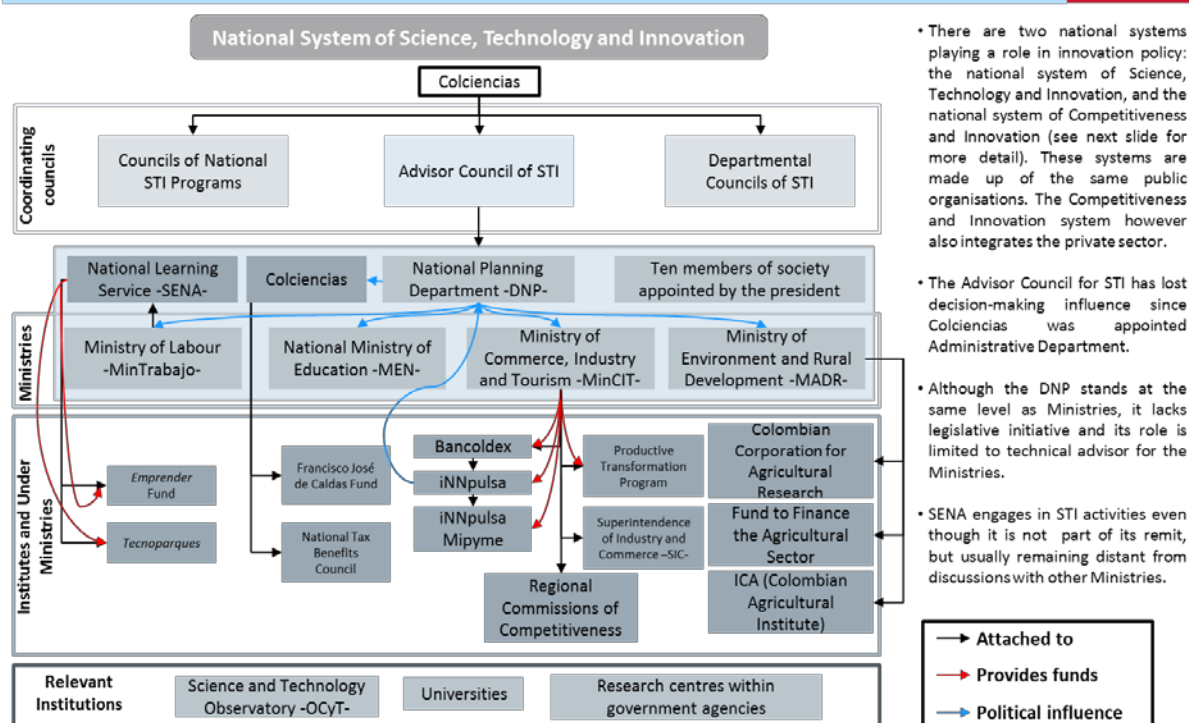 National System of Science, Technology and Innovation
Colciencias
Coordinating
councils
Councils of National
STI Programs
Advisor Council of STI
Departmental
Councils of STI
National Learning
Service -SENA-
Colciencias
National Planning
Department -DNP-
Ten members of society
appointed by the president
Ministries
Ministry of Labour
-MinTrabajo-
National Ministry of
Education -MEN-
Ministry of
Commerce, Industry
and Tourism -MinCIT-
Ministry of
Environment and Rural
Development -MADR-
Institutes and Under
Ministries
Emprender
Fund
Tecnoparques
Francisco José
de Caldas Fund
National Tax
Benefits
Council
Bancoldex
iNNpulsa
iNNpulsa
Mipyme
Productive
Transformation
Program
Superintendence
of Industry and
Commerce –SIC-
Regional
Commissions of
Competitiveness
Colombian
Corporation for
Agricultural
Research
Fund to Finance
the Agricultural
Sector
ICA (Colombian
Agricultural
Institute)
Relevant
Institutions
Science and Technology
Observatory -OCyT-
Universities
Research centres within
government agencies
• There are two national systems
playing a role in innovation policy:
the national system of Science,
Technology and Innovation, and the
national system of Competitiveness
and Innovation (see next slide for
more detail). These systems are
made up of the same public
organisations. The Competitiveness
and Innovation system however
also integrates the private sector.
• The Advisor Council for STI has lost
decision-making influence since
Colciencias was appointed
Administrative Department.
• Although the DNP stands at the
same level as Ministries, it lacks
legislative initiative and its role is
limited to technical advisor for the
Ministries.
• SENA engages in STI activities even
though it is not part of its remit,
but usually remaining distant from
discussions with other Ministries.
Attached to
Provides funds
Political influence